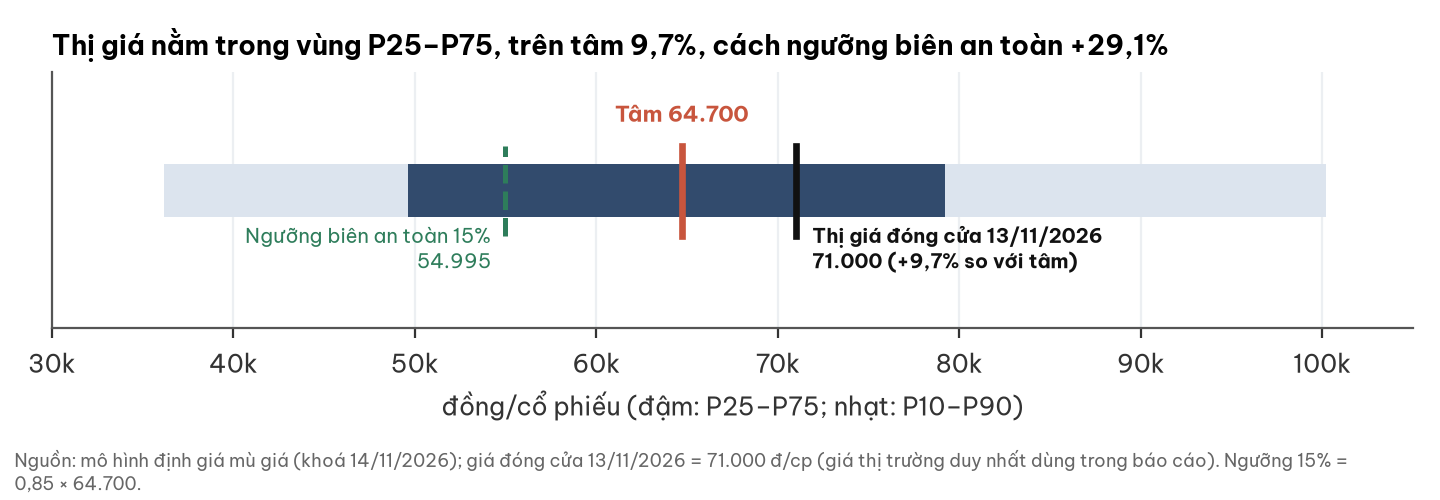 Thị giá nằm trong vùng P25–P75, trên tâm 9,7%, cách ngưỡng biên an toàn +29,1%
Tâm 64.700
Ngưỡng biên an toàn 15%
54.995
Thị giá đóng cửa 13/11/2026
71.000 (+9,7% so với tâm)
30k 40k 50k 60k 70k 80k 90k 100k
đồng/cổ phiếu (đậm: P25–P75; nhạt: P10–P90)
Nguồn: mô hình định giá mù giá (khoá 14/11/2026); giá đóng cửa 13/11/2026 = 71.000 đ/cp (giá thị trường duy nhất dùng trong báo cáo). Ngưỡng 15% =
0,85 × 64.700.